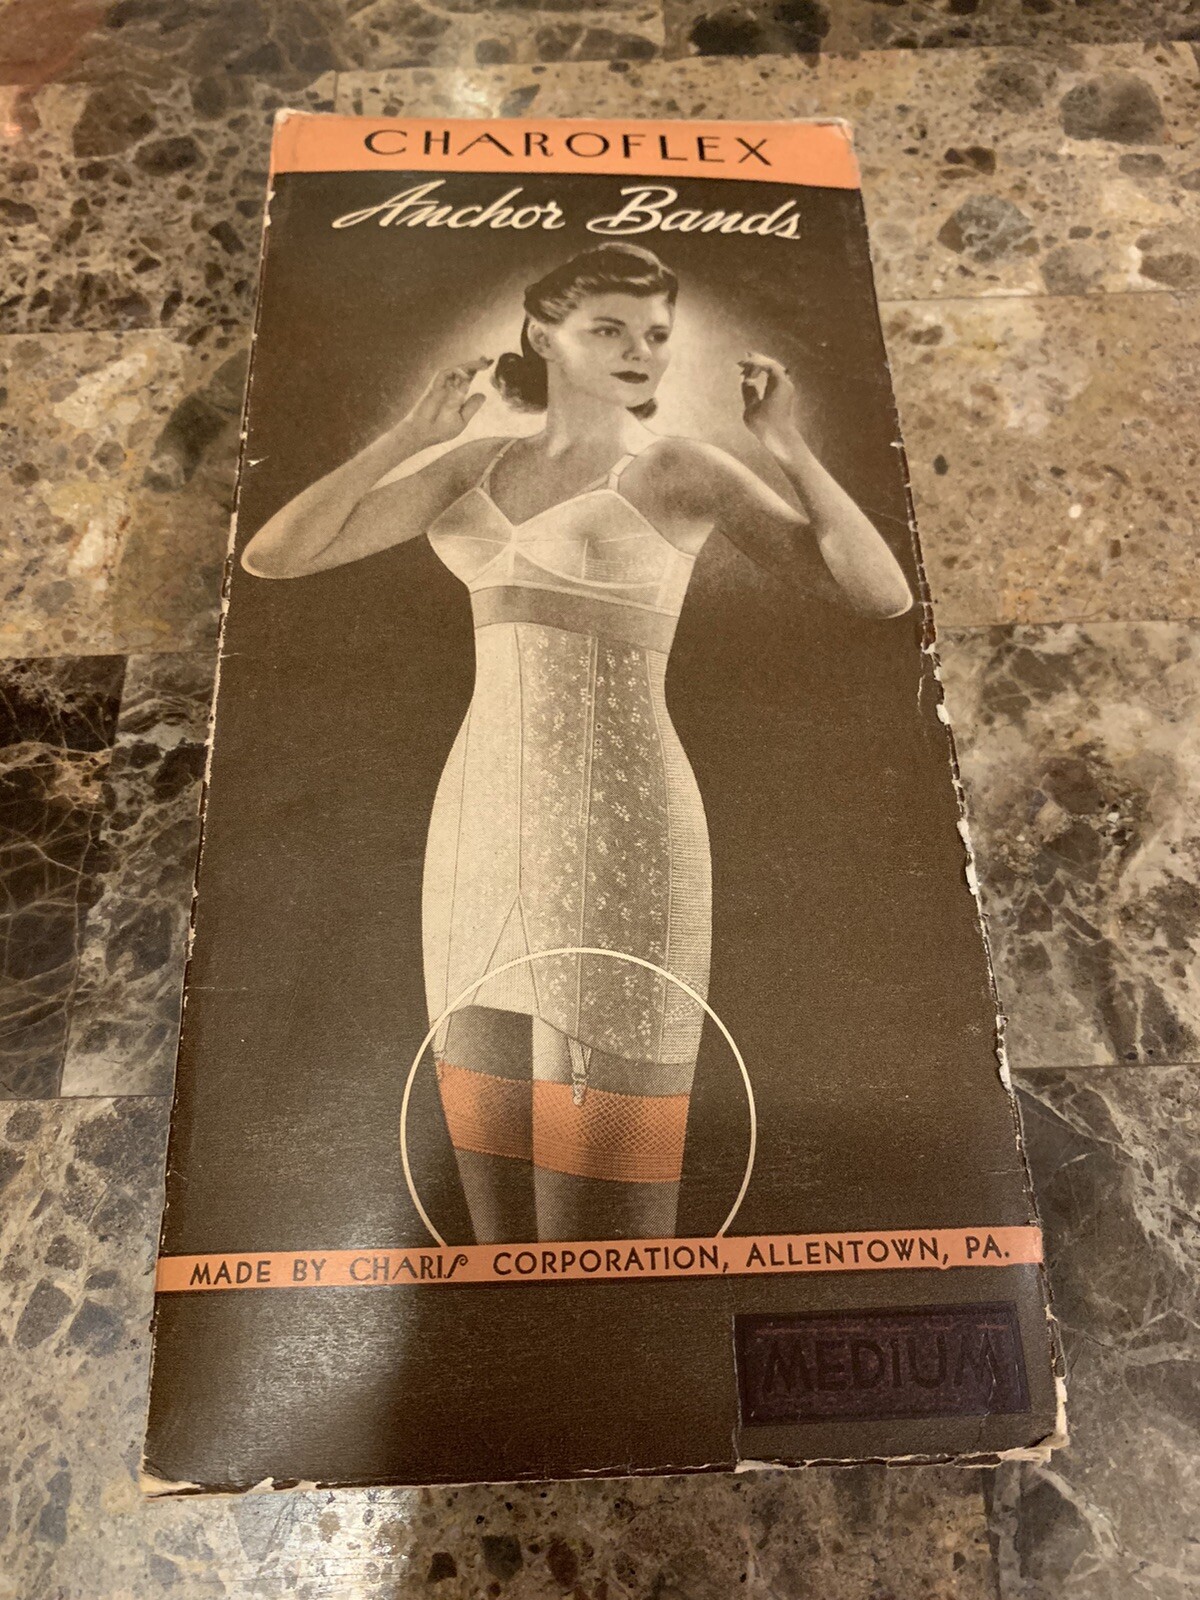 CHAROFLEX
Anchor Bands
MADE BY CHARIS CORPORATION, ALLENTOWN, PA.
MEDIUM